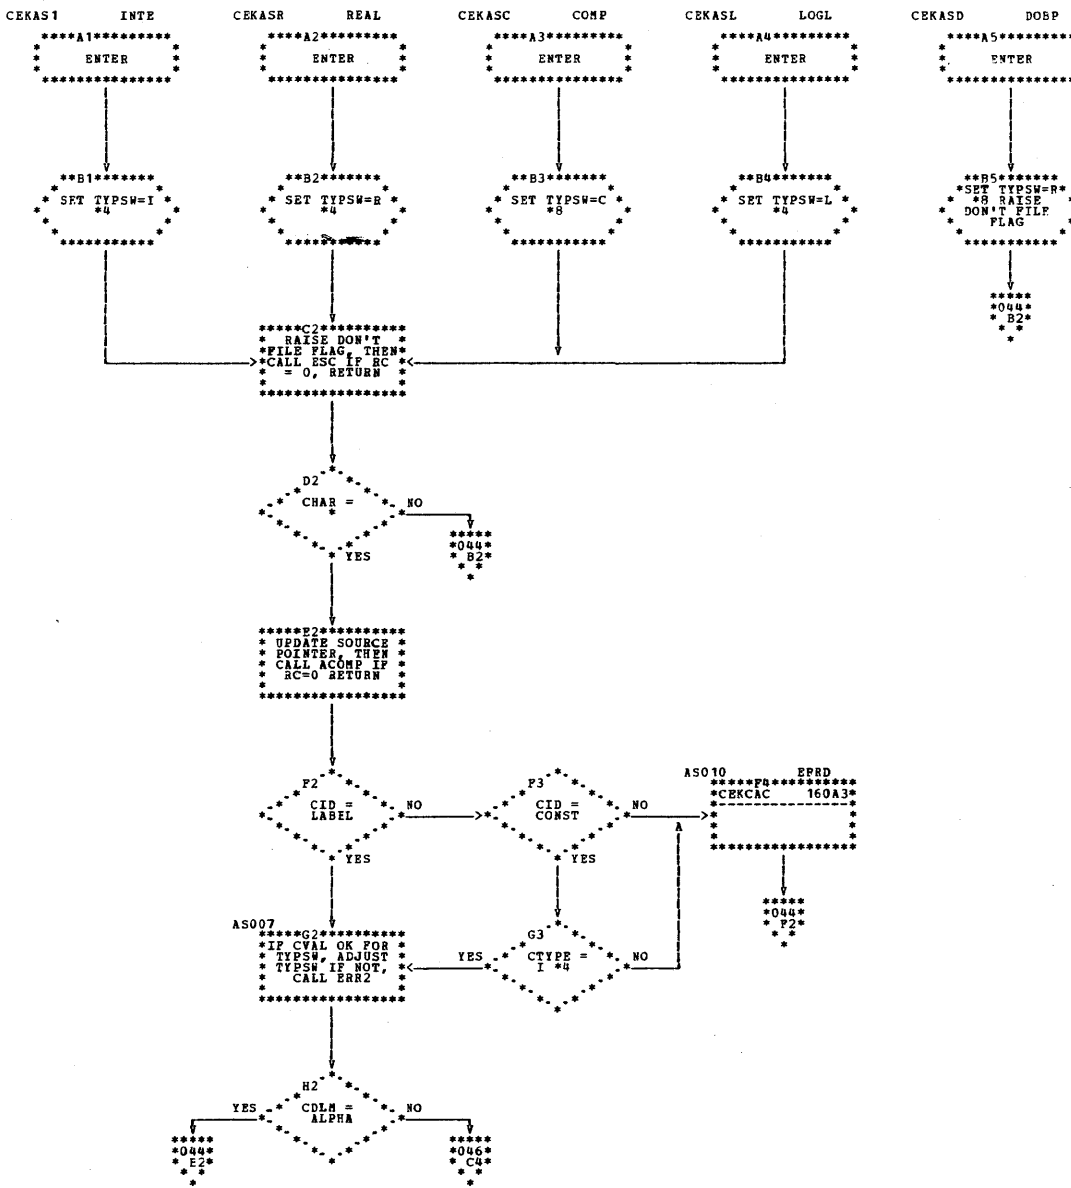 CEKAS1 INTE CEKASR REAL CEKASC COMP CEKASL LOGL CEKASD DOBP
****A1********* ****A2********* ****A3********* ****A4********* ****A5*********
ENTER ENTER ENTER ENTER ENTER
**B1******* **B2******* **B3******* **B4******* **B5*******
SET TYPSW=I SET TYPSW=R SET TYPSW=C SET TYPSW=L *SET TYPSW=R*
*4 *4 *8 *4 *8 RAISE
DON'T FILE
FLAG
*****
*044*
* B2*
*****C2**********
RAISE DON'T
*FILE FLAG, THEN*
*CALL ESC IF RC *
= 0, RETURN
D2
CHAR = NO
*
*****
*044*
* B2*
YES
*****E2**********
* UPDATE SOURCE *
* POINTER, THEN *
* CALL ACOMP IF *
* RC=0 RETURN *
F2 F3 AS010 EPRD
*****F4**********
*CEKCAC 160A3*
CID = NO CID = NO
LABEL CONST
A
YES YES
*****
*044*
* F2*
AS007
*****G2********** G3
*IF CVAL OK FOR * YES CTYPE = NO
* TYPSW, ADJUST * I *4
* TYPSW IF NOT, *
* CALL ERR2 *
H2
YES CDLM = NO
ALPHA
***** *****
*044* *046*
* E2* * C4*